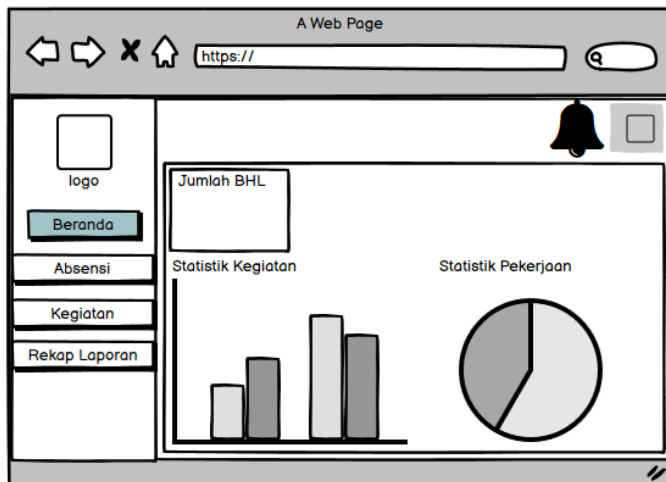 A Web Page
https://
logo
Beranda
Absensi
Kegiatan
Rekap Laporan
Jumlah BHL
Statistik Kegiatan
Statistik Pekerjaan